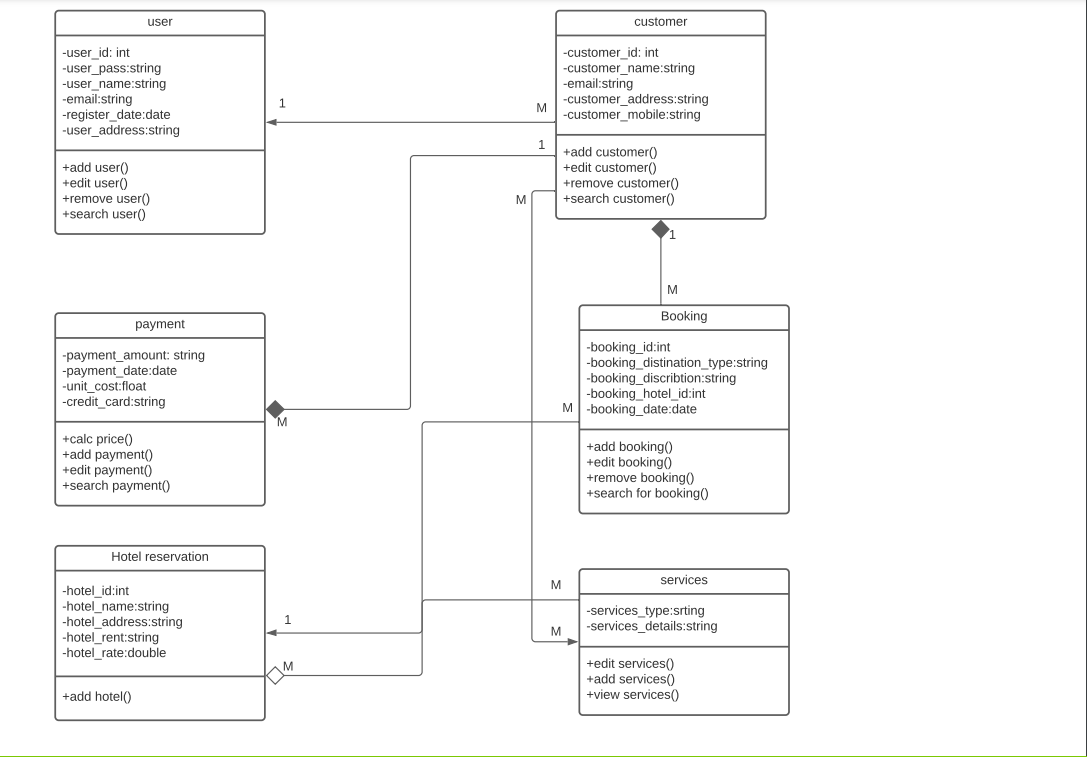 user
-user_id: int
-user_pass:string
-user_name:string
-email:string
-register_date:date
-user_address:string
+add user()
+edit user()
+remove user()
+search user()
customer
-customer_id: int
-customer_name:string
-email:string
-customer_address:string
-customer_mobile:string
+add customer()
+edit customer()
+remove customer()
+search customer()
1
M
1
M
1
M
payment
-payment_amount: string
-payment_date:date
-unit_cost:float
-credit_card:string
+calc price()
+add payment()
+edit payment()
+search payment()
M
Booking
-booking_id:int
-booking_distination_type:string
-booking_discribtion:string
-booking_hotel_id:int
-booking_date:date
+add booking()
+edit booking()
+remove booking()
+search for booking()
M
Hotel reservation
-hotel_id:int
-hotel_name:string
-hotel_address:string
-hotel_rent:string
-hotel_rate:double
+add hotel()
1
M
M
M
services
-services_type:srting
-services_details:string
+edit services()
+add services()
+view services()